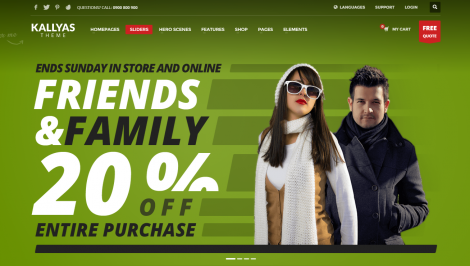 QUESTIONS? CALL: 0900 800 900
LANGUAGES SUPPORT LOGIN
KALLYAS
THEME
HOMEPAGES SLIDERS HERO SCENES FEATURES SHOP PAGES ELEMENTS
MY CART
FREE
QUOTE
ENDS SUNDAY IN STORE AND ONLINE
FRIENDS
&FAMILY
20%
OFF
ENTIRE PURCHASE